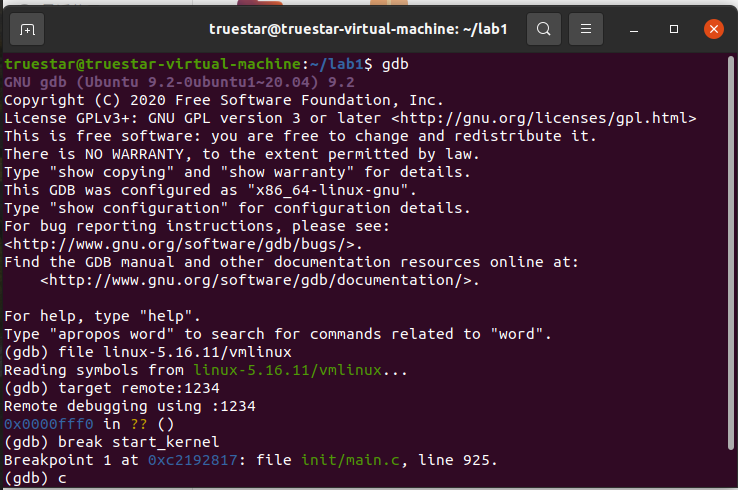 truestar@truestar-virtual-machine: ~/lab1
truestar@truestar-virtual-machine:~/lab1$ gdb
GNU gdb (Ubuntu 9.2-0ubuntu1~20.04) 9.2
Copyright (C) 2020 Free Software Foundation, Inc.
License GPLv3+: GNU GPL version 3 or later <http://gnu.org/licenses/gpl.html>
This is free software: you are free to change and redistribute it.
There is NO WARRANTY, to the extent permitted by law.
Type "show copying" and "show warranty" for details.
This GDB was configured as "x86_64-linux-gnu".
Type "show configuration" for configuration details.
For bug reporting instructions, please see:
<http://www.gnu.org/software/gdb/bugs/>.
Find the GDB manual and other documentation resources online at:
    <http://www.gnu.org/software/gdb/documentation/>.

For help, type "help".
Type "apropos word" to search for commands related to "word".
(gdb) file linux-5.16.11/vmlinux
Reading symbols from linux-5.16.11/vmlinux...
(gdb) target remote:1234
Remote debugging using :1234
0x0000fff0 in ?? ()
(gdb) break start_kernel
Breakpoint 1 at 0xc2192817: file init/main.c, line 925.
(gdb) c